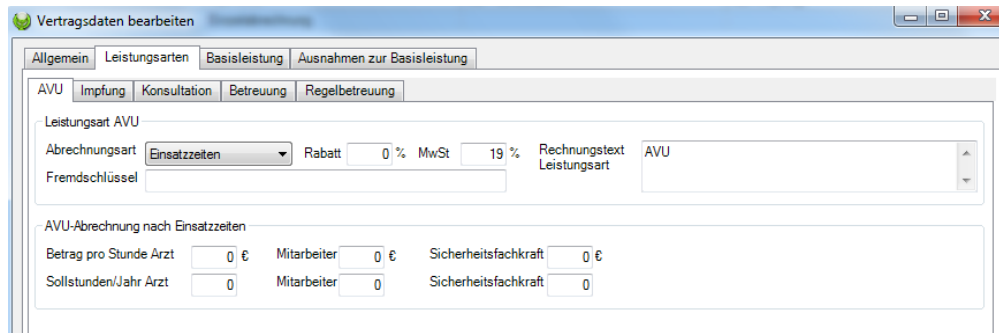 Vertragsdaten bearbeiten
Allgemein Leistungsarten Basisleistung Ausnahmen zur Basisleistung
AVU Impfung Konsultation Betreuung Regelbetreuung
Leistungsart AVU
Abrechnungsart Einsatzzeiten Rabatt 0 % MwSt 19 % Rechnungstext AVU
Leistungsart
Fremdschlüssel
AVU-Abrechnung nach Einsatzzeiten
Betrag pro Stunde Arzt 0 € Mitarbeiter 0 € Sicherheitsfachkraft 0 €
Sollstunden/Jahr Arzt 0 Mitarbeiter 0 Sicherheitsfachkraft 0